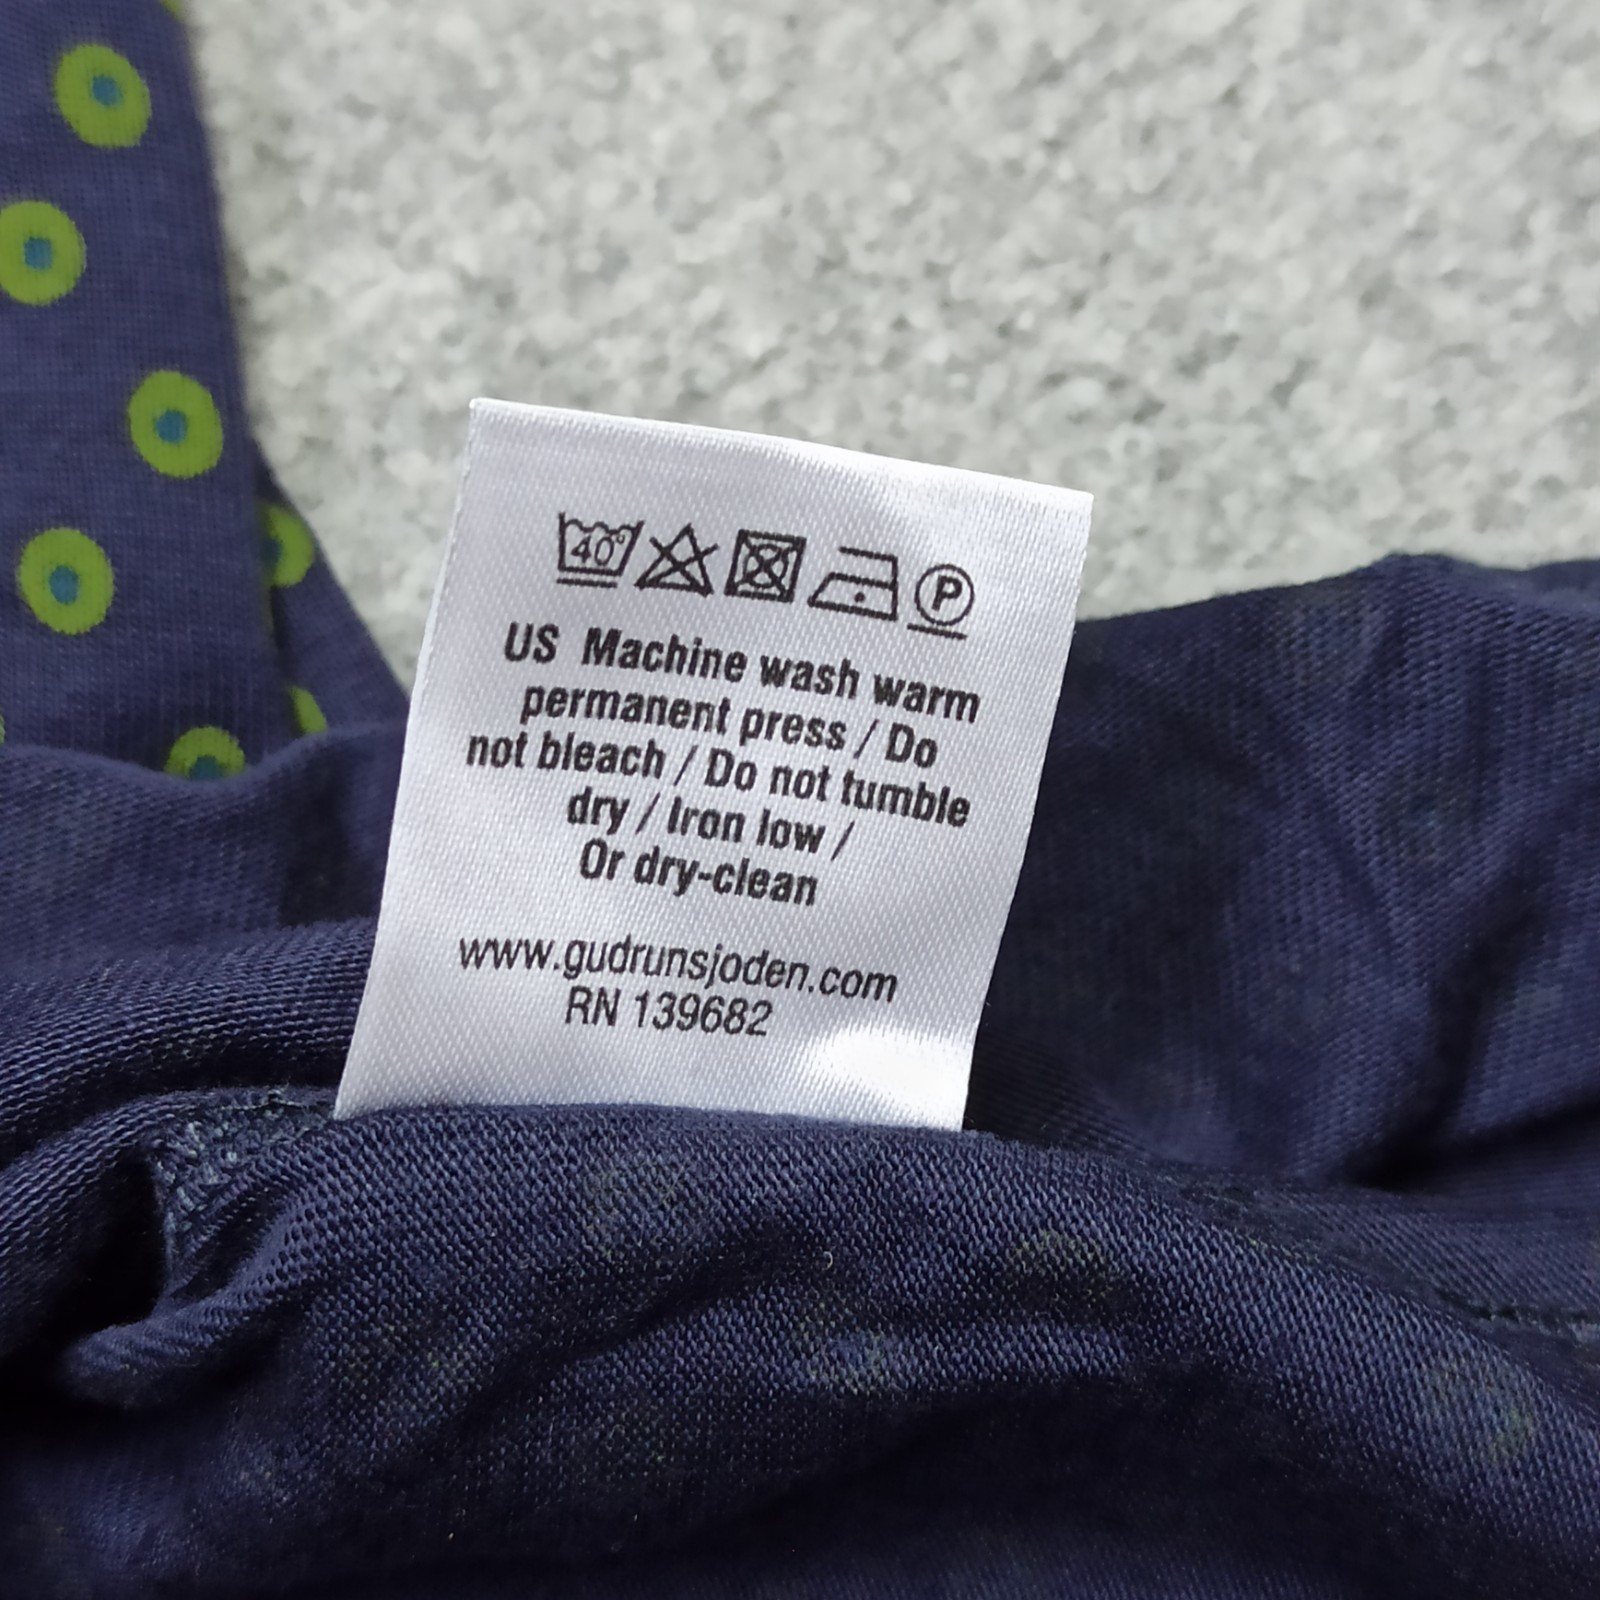 40°
P
US Machine wash warm
permanent press / Do
not bleach / Do not tumble
dry / Iron low /
Or dry-clean
www.gudrunsjoden.com
RN 139682